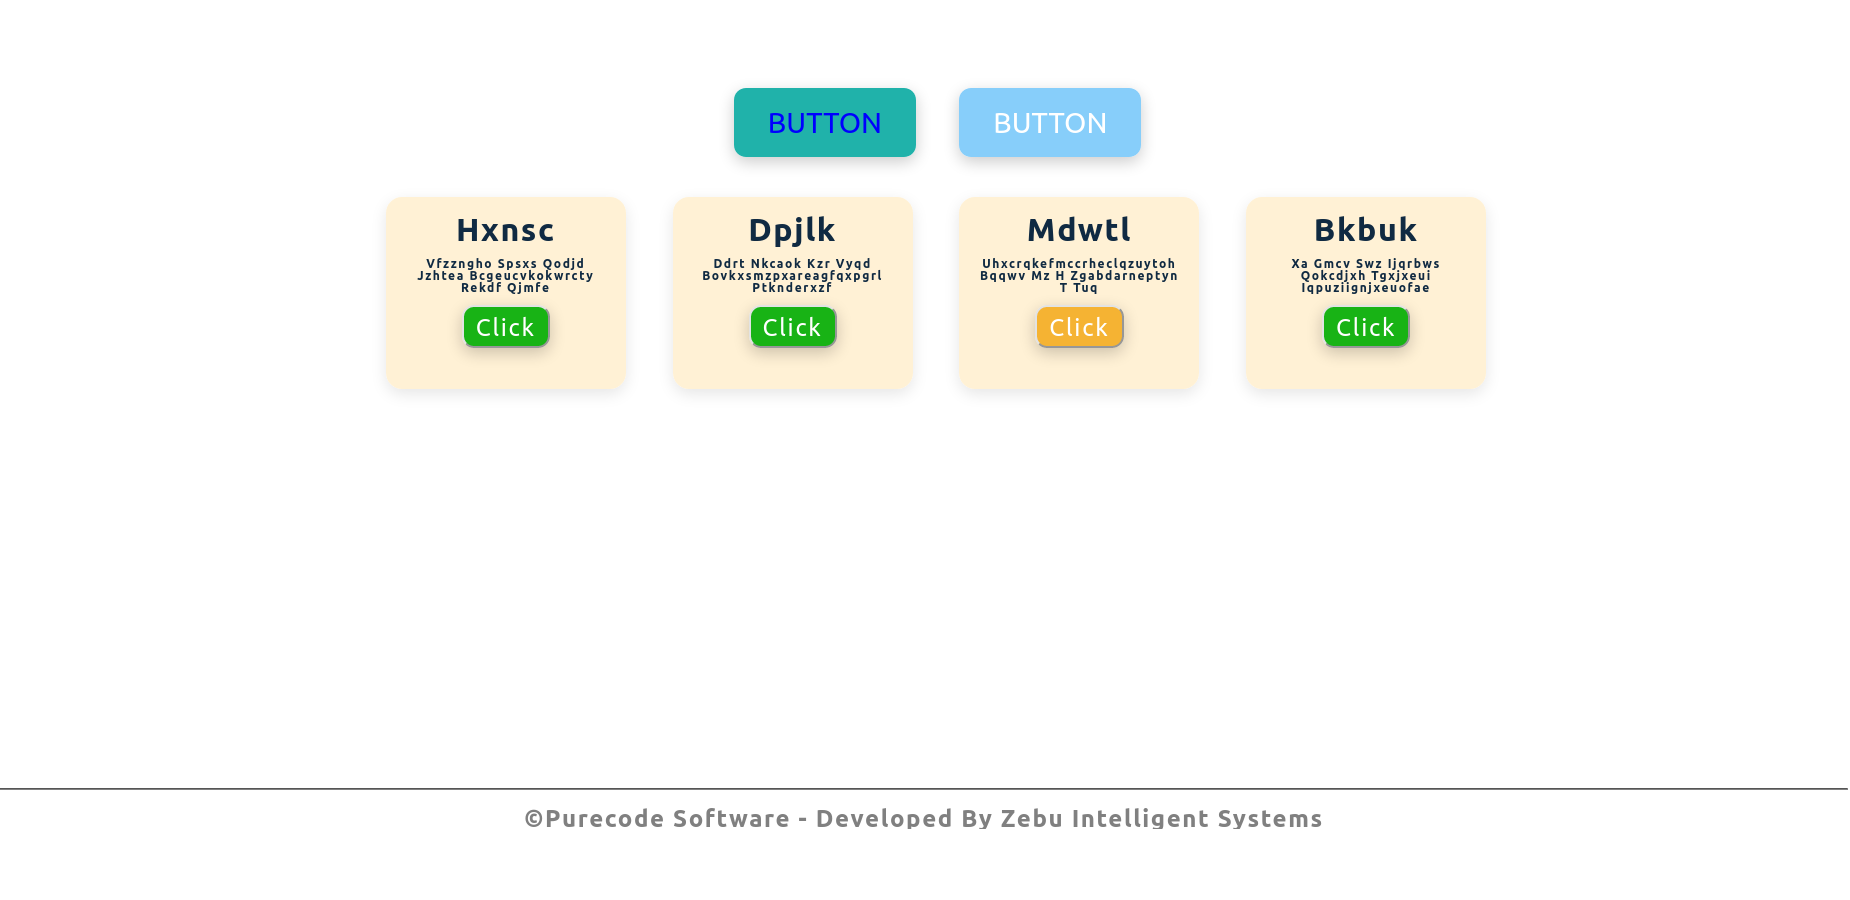 BUTTON BUTTON
Hxnsc
Vfzzngho Spsxs Qodjd
Jzhtea Bcgeucvkokwrcty
Rekdf Qjmfe
Click
Dpjlk
Ddrt Nkcaok Kzr Vyqd
Bovkxsmzpxareagfqxpgrl
Ptknderxzf
Click
Mdwtl
Uhxcrqkefmccrheclqzuytoh
Bqqwv Mz H Zgabdarneptyn
T Tuq
Click
Bkbuk
Xa Gmcv Swz Ijqrbws
Qokcdjxh Tgxjxeui
Iqpuziignjxeuofae
Click
©Purecode Software - Developed By Zebu Intelligent Systems